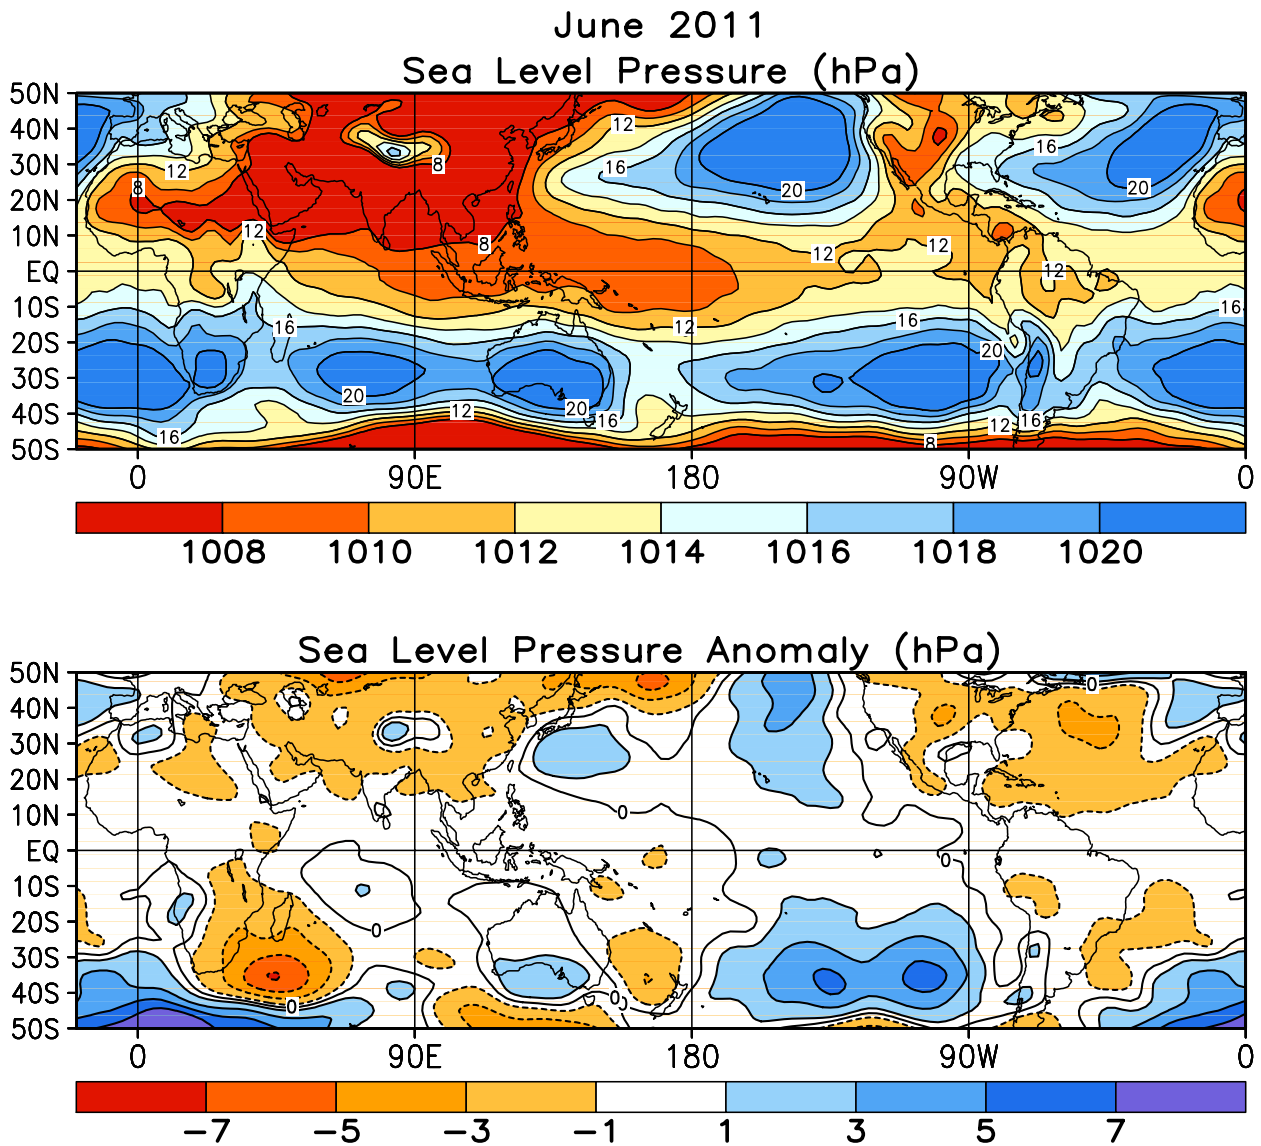 June 2011
Sea Level Pressure (hPa)
50N
40N
30N
20N
10N
EQ
10S
20S
30S
40S
50S
12
16
20
12
8
8
12
8
12
12
16
20
12
16
16
12
16
20
20
20
12
16
16
12
16
8
0
90E
180
90W
0
1008 1010 1012 1014 1016 1018 1020
Sea Level Pressure Anomaly (hPa)
50N
40N
30N
20N
10N
EQ
10S
20S
30S
40S
50S
0
0
0
0
0
0
0
0 90E 180 90W 0
−7 −5 −3 −1 1 3 5 7